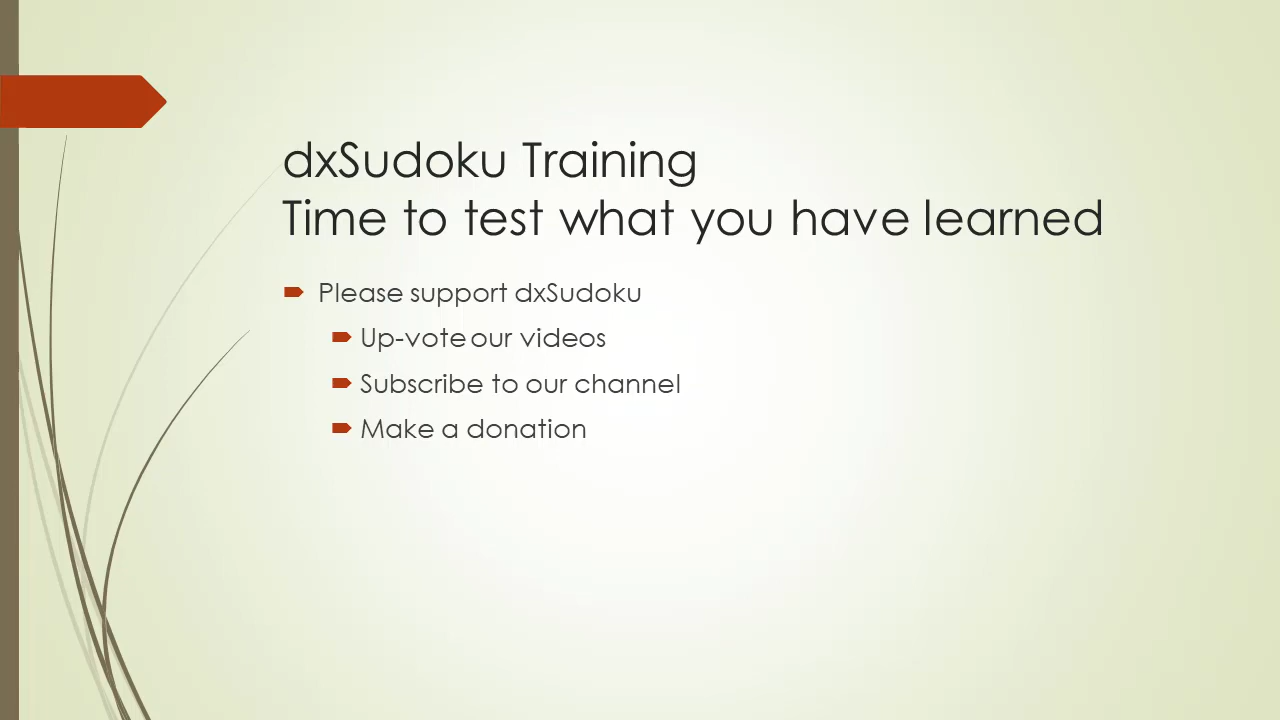 dxSudoku Training
Time to test what you have learned
Please support dxSudoku
Up-vote our videos
Subscribe to our channel
Make a donation